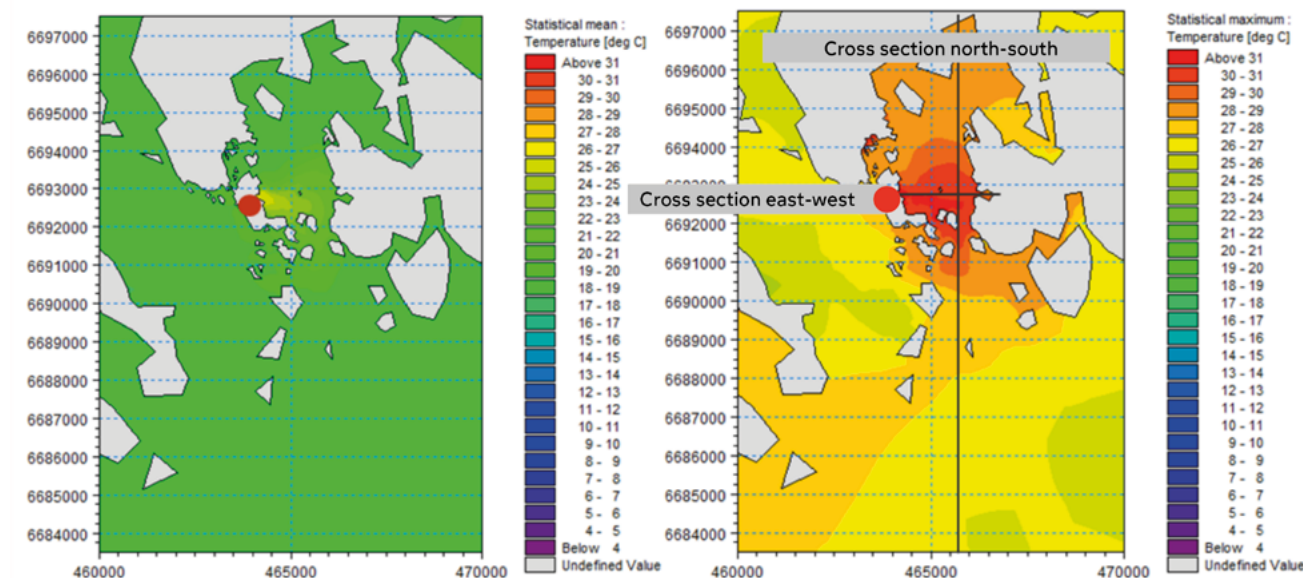 6697000
6696000
6695000
6694000
6693000
6692000
6691000
6690000
6689000
6688000
6687000
6686000
6685000
6684000
460000 465000 470000
Statistical mean :
Temperature [deg C]
Above 31
30 - 31
29 - 30
28 - 29
27 - 28
26 - 27
25 - 26
24 - 25
23 - 24
22 - 23
21 - 22
20 - 21
19 - 20
18 - 19
17 - 18
16 - 17
15 - 16
14 - 15
13 - 14
12 - 13
11 - 12
10 - 11
9 - 10
8 - 9
7 - 8
6 - 7
5 - 6
4 - 5
Below 4
Undefined Value
6697000
6696000
6695000
6694000
6693000
6692000
6691000
6690000
6689000
6688000
6687000
6686000
6685000
6684000
460000 465000 470000
Cross section north-south
Cross section east-west
Statistical maximum :
Temperature [deg C]
Above 31
30 - 31
29 - 30
28 - 29
27 - 28
26 - 27
25 - 26
24 - 25
23 - 24
22 - 23
21 - 22
20 - 21
19 - 20
18 - 19
17 - 18
16 - 17
15 - 16
14 - 15
13 - 14
12 - 13
11 - 12
10 - 11
9 - 10
8 - 9
7 - 8
6 - 7
5 - 6
4 - 5
Below 4
Undefined Value